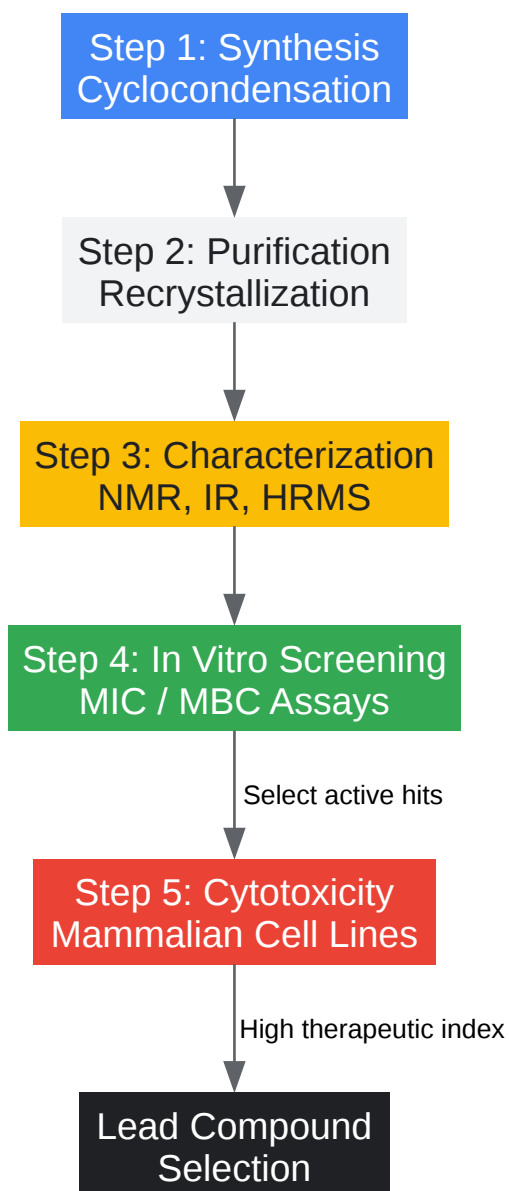 Step 1: Synthesis
Cyclocondensation
Step 2: Purification
Recrystallization
Step 3: Characterization
NMR, IR, HRMS
Step 4: In Vitro Screening
MIC / MBC Assays
Select active hits
Step 5: Cytotoxicity
Mammalian Cell Lines
High therapeutic index
Lead Compound
Selection